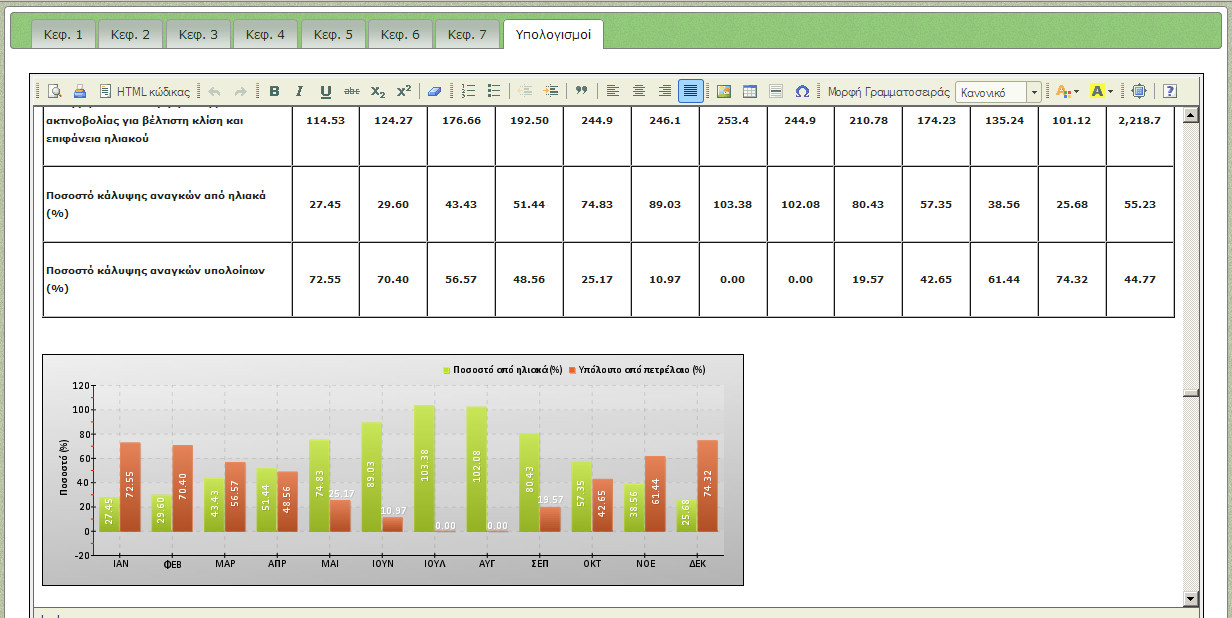 Κεφ. 1 Κεφ. 2 Κεφ. 3 Κεφ. 4 Κεφ. 5 Κεφ. 6 Κεφ. 7 Υπολογισμοί
HTML κώδικας B I U abc X₂ X² Μορφή Γραμματοσειράς Κανονικό A A ?
ακτινοβολίας για βέλτιστη κλίση και
επιφάνεια ηλιακού
114.53 124.27 176.66 192.50 244.9 246.1 253.4 244.9 210.78 174.23 135.24 101.12 2,218.7
Ποσοστό κάλυψης αναγκών από ηλιακά
(%)
27.45 29.60 43.43 51.44 74.83 89.03 103.38 102.08 80.43 57.35 38.56 25.68 55.23
Ποσοστό κάλυψης αναγκών υπολοίπων
(%)
72.55 70.40 56.57 48.56 25.17 10.97 0.00 0.00 19.57 42.65 61.44 74.32 44.77
Ποσοστό από ηλιακά (%) Υπόλοιπο από πετρέλαιο (%)
Ποσοστό (%)
120
100
80
60
40
20
0
-20
27.45 72.55 29.60 70.40 43.43 56.57 51.44 48.56 74.83 25.17 89.03 10.97 103.38 0.00 102.08 0.00 80.43 19.57 57.35 42.65 38.56 61.44 25.68 74.32
ΙΑΝ ΦΕΒ ΜΑΡ ΑΠΡ ΜΑΙ ΙΟΥΝ ΙΟΥΛ ΑΥΓ ΣΕΠ ΟΚΤ ΝΟΕ ΔΕΚ